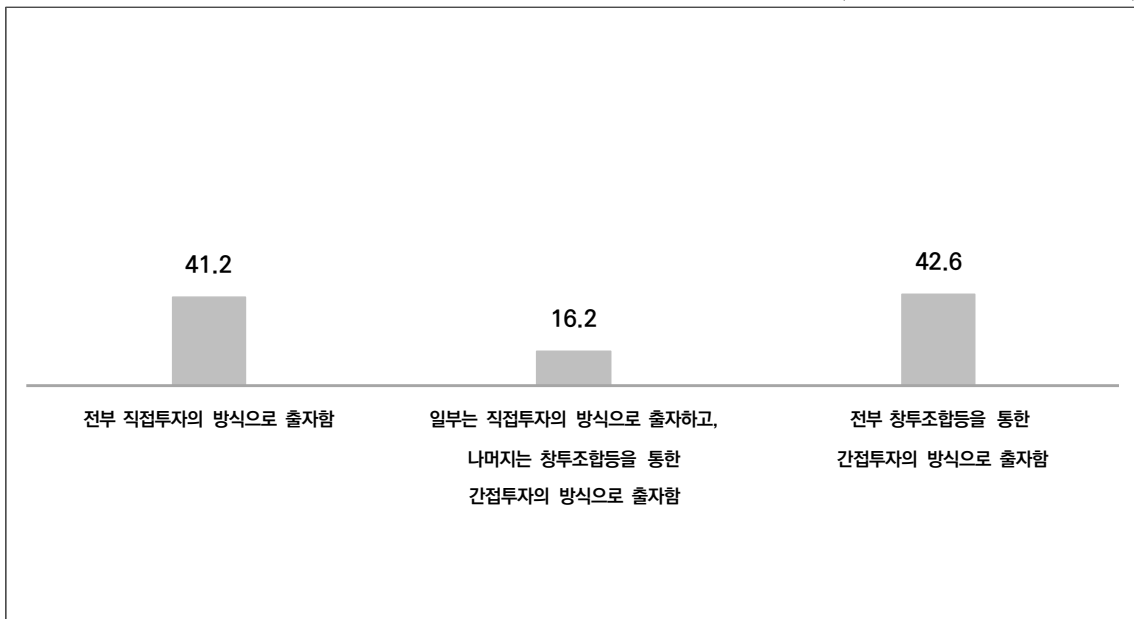 41.2
16.2
42.6
전부 직접투자의 방식으로 출자함
일부는 직접투자의 방식으로 출자하고,
나머지는 창투조합등을 통한
간접투자의 방식으로 출자함
전부 창투조합등을 통한
간접투자의 방식으로 출자함